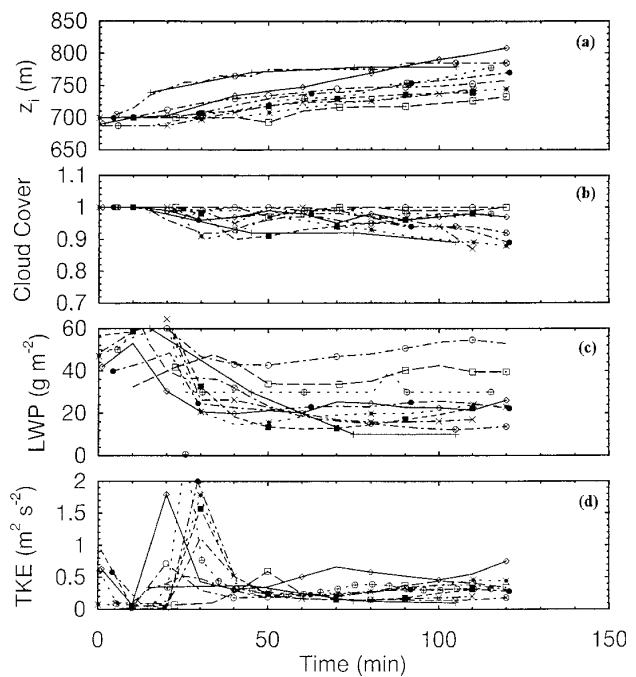 850
800
750
700
650
z_i (m)
(a)
1.1
1
0.9
0.8
0.7
Cloud Cover
(b)
60
40
20
0
LWP (g m⁻²)
(c)
2
1.5
1
0.5
0
TKE (m² s⁻²)
(d)
0
50
100
150
Time (min)